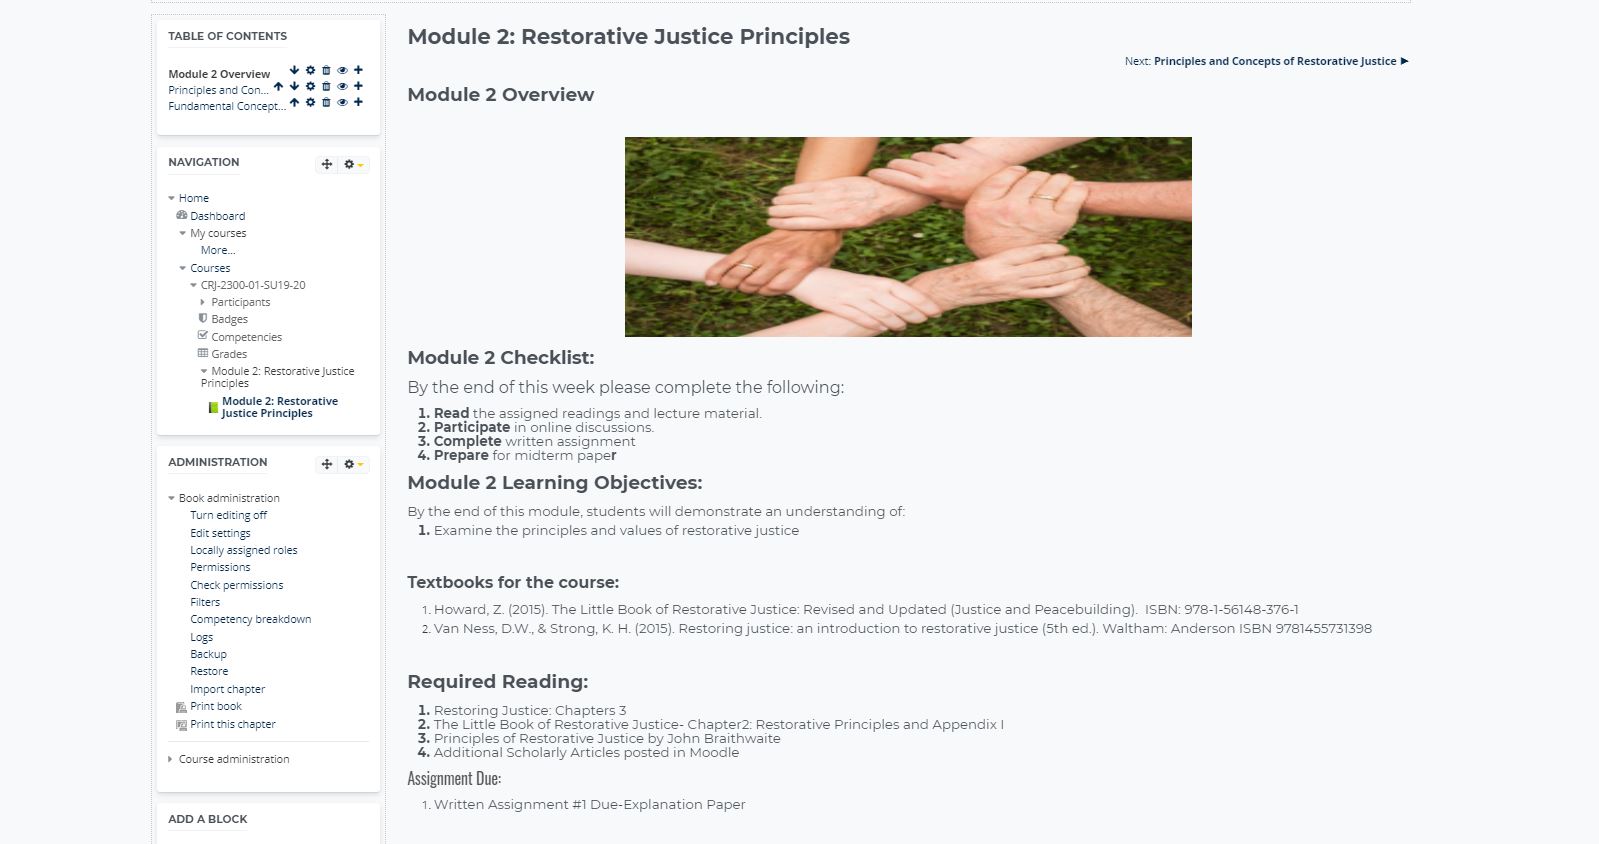 TABLE OF CONTENTS
Module 2 Overview
Principles and Con...
Fundamental Concept...
NAVIGATION
Home
Dashboard
My courses
More...
Courses
CRJ-2300-01-SU19-20
Participants
Badges
Competencies
Grades
Module 2: Restorative Justice
Principles
Module 2: Restorative
Justice Principles
ADMINISTRATION
Book administration
Turn editing off
Edit settings
Locally assigned roles
Permissions
Check permissions
Filters
Competency breakdown
Logs
Backup
Restore
Import chapter
Print book
Print this chapter
Course administration
ADD A BLOCK
Module 2: Restorative Justice Principles
Next: Principles and Concepts of Restorative Justice ►
Module 2 Overview
Module 2 Checklist:
By the end of this week please complete the following:
1. Read the assigned readings and lecture material.
2. Participate in online discussions.
3. Complete written assignment
4. Prepare for midterm paper
Module 2 Learning Objectives:
By the end of this module, students will demonstrate an understanding of:
1. Examine the principles and values of restorative justice
Textbooks for the course:
1. Howard, Z. (2015). The Little Book of Restorative Justice: Revised and Updated (Justice and Peacebuilding). ISBN: 978-1-56148-376-1
2. Van Ness, D.W., & Strong, K. H. (2015). Restoring justice: an introduction to restorative justice (5th ed.). Waltham: Anderson ISBN 9781455731398
Required Reading:
1. Restoring Justice: Chapters 3
2. The Little Book of Restorative Justice- Chapter2: Restorative Principles and Appendix I
3. Principles of Restorative Justice by John Braithwaite
4. Additional Scholarly Articles posted in Moodle
Assignment Due:
1. Written Assignment #1 Due-Explanation Paper